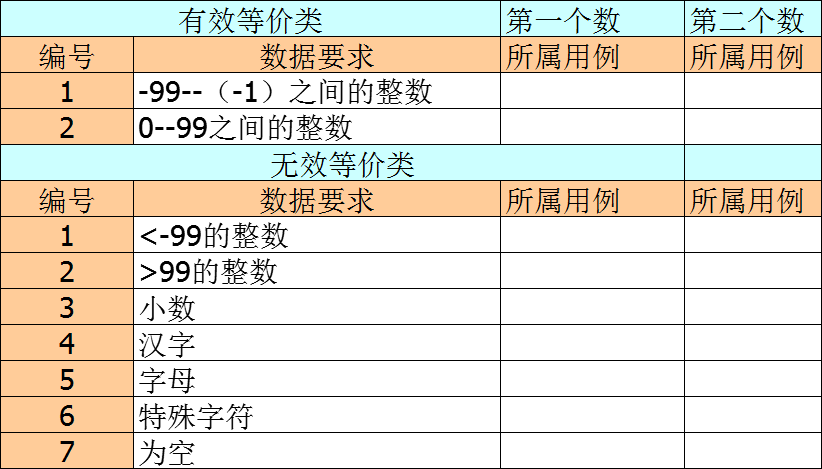 有效等价类 第一个数 第二个数
编号 数据要求 所属用例 所属用例
1 -99--（-1）之间的整数
2 0--99之间的整数
无效等价类
编号 数据要求 所属用例 所属用例
1 <-99的整数
2 >99的整数
3 小数
4 汉字
5 字母
6 特殊字符
7 为空